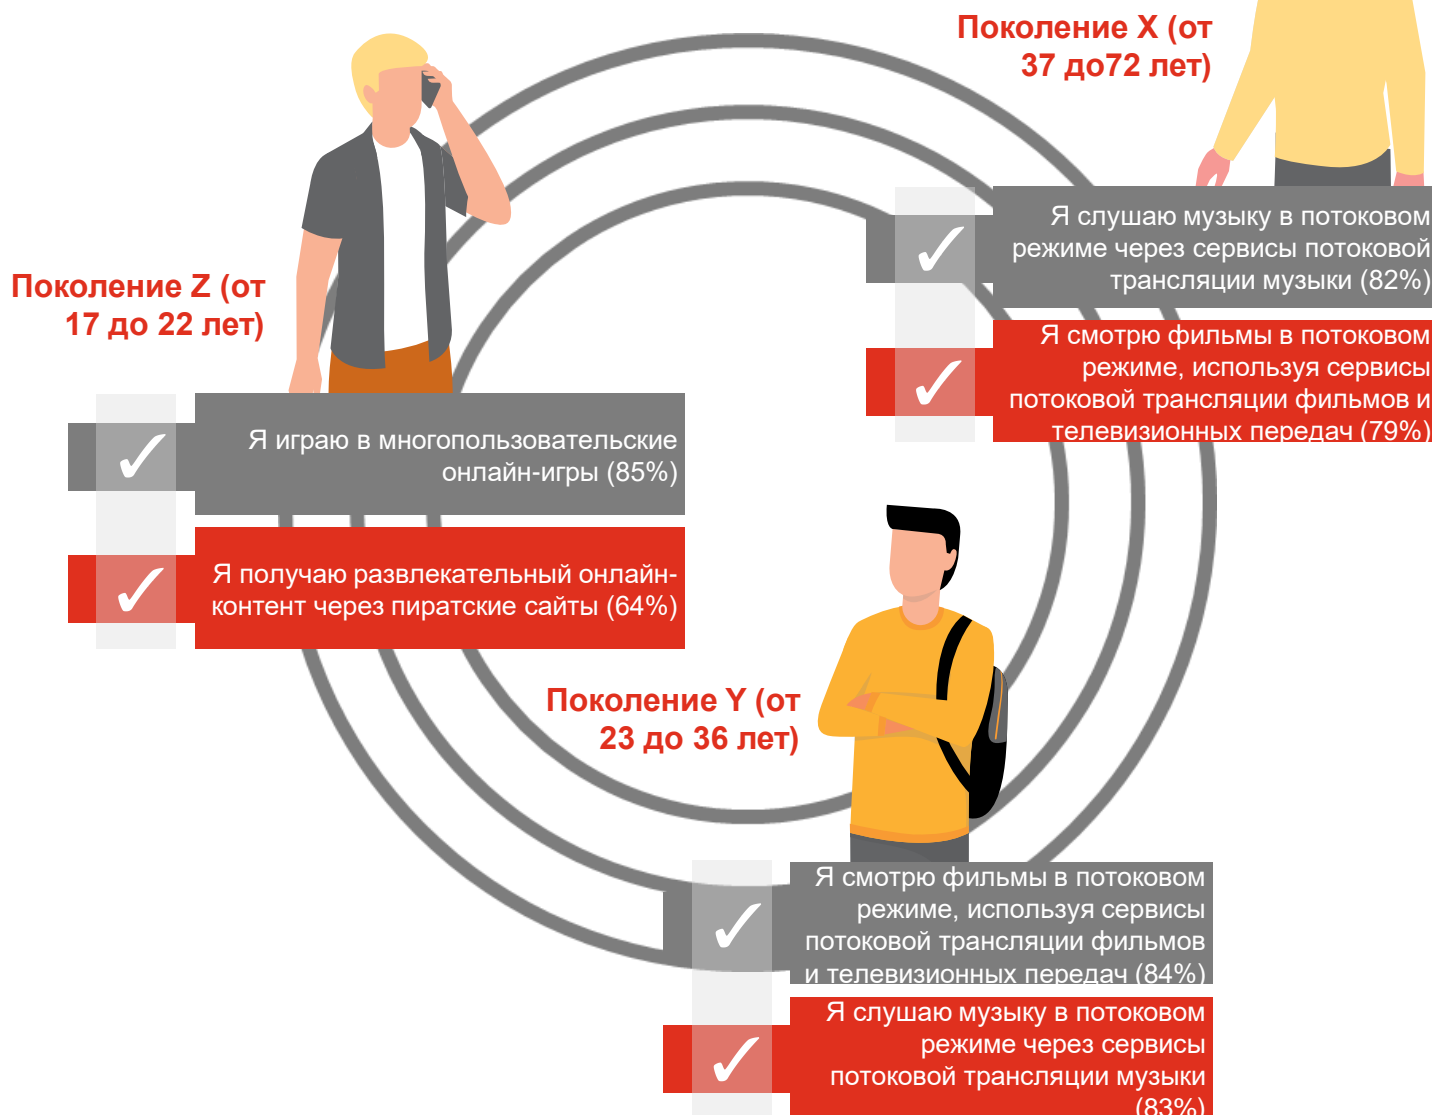 Поколение X (от
37 до72 лет)
Я слушаю музыку в потоковом
режиме через сервисы потоковой
трансляции музыки (82%)
Я смотрю фильмы в потоковом
режиме, используя сервисы
потоковой трансляции фильмов и
телевизионных передач (79%)
Поколение Z (от
17 до 22 лет)
Я играю в многопользовательские
онлайн-игры (85%)
Я получаю развлекательный онлайн-
контент через пиратские сайты (64%)
Поколение Y (от
23 до 36 лет)
Я смотрю фильмы в потоковом
режиме, используя сервисы
потоковой трансляции фильмов
и телевизионных передач (84%)
Я слушаю музыку в потоковом
режиме через сервисы
потоковой трансляции музыки
(83%)